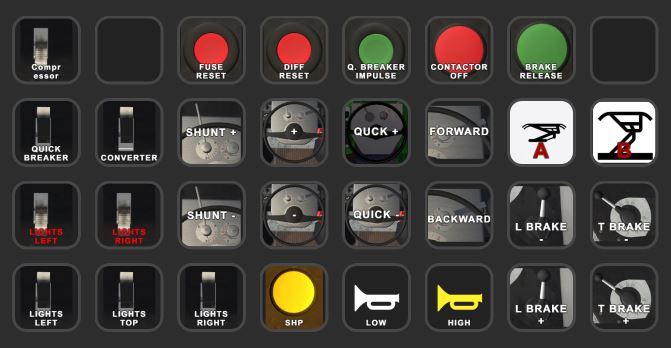 Compr
essor
FUSE
RESET
DIFF
RESET
Q. BREAKER
IMPULSE
CONTACTOR
OFF
BRAKE
RELEASE
QUICK
BREAKER
CONVERTER
SHUNT +
+
QUCK +
FORWARD
A
B
LIGHTS
LEFT
LIGHTS
RIGHT
SHUNT -
-
QUICK -
BACKWARD
L BRAKE
-
T BRAKE
-
LIGHTS
LEFT
LIGHTS
TOP
LIGHTS
RIGHT
SHP
LOW
HIGH
L BRAKE
+
T BRAKE
+